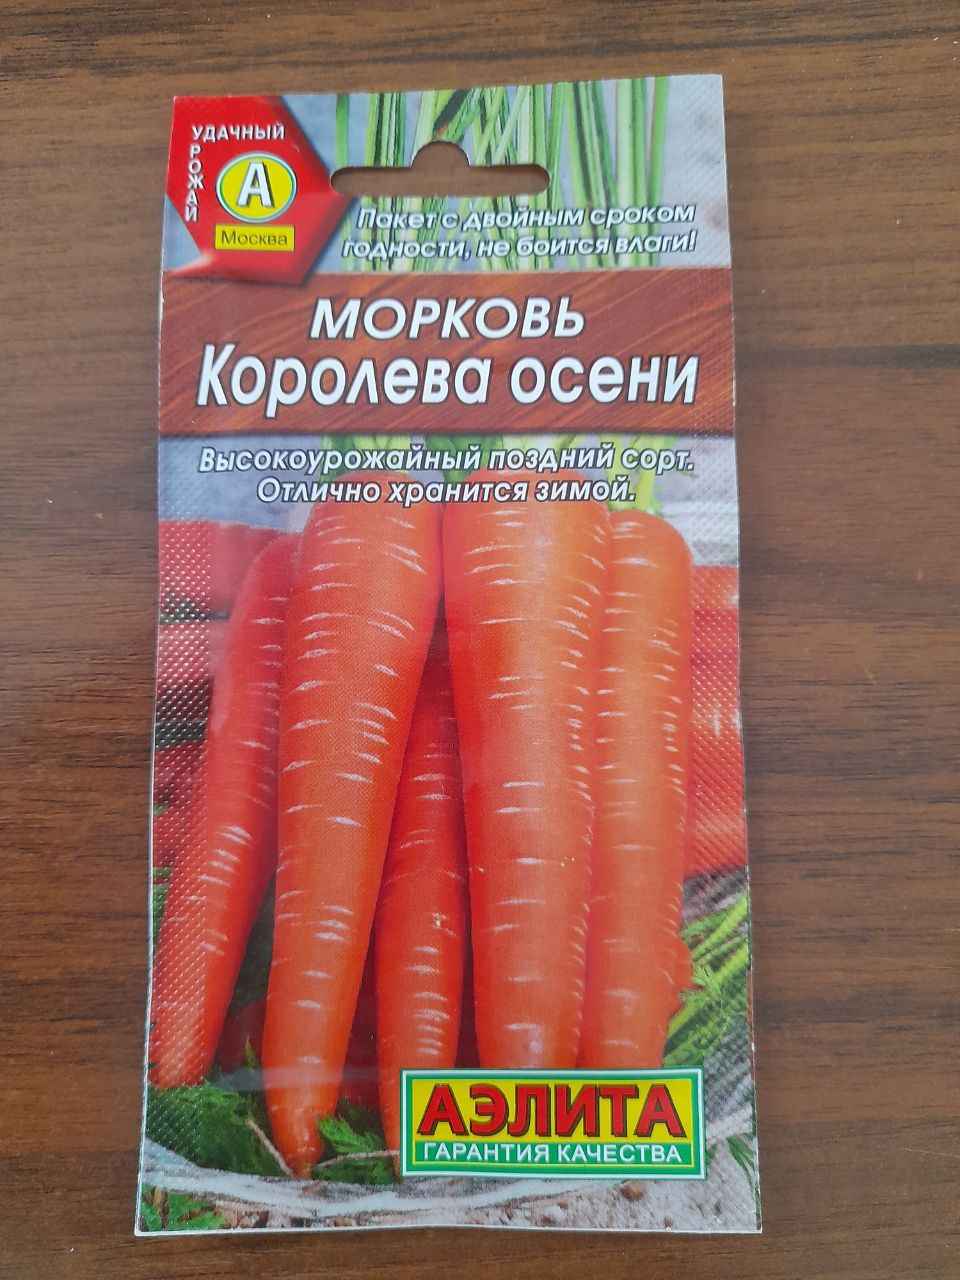 УДАЧНЫЙ
УРОЖАЙ
А
Москва
Пакет с двойным сроком
годности, не боится влаги!
МОРКОВЬ
Королева осени
Высокоурожайный поздний сорт.
Отлично хранится зимой.
АЭЛИТА
ГАРАНТИЯ КАЧЕСТВА